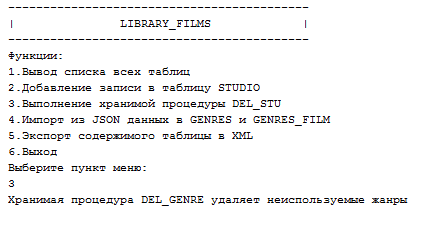 ----------------------------------------
| LIBRARY_FILMS |
----------------------------------------
Функции:
1.Вывод списка всех таблиц
2.Добавление записи в таблицу STUDIO
3.Выполнение хранимой процедуры DEL_STU
4.Импорт из JSON данных в GENRES и GENRES_FILM
5.Экспорт содержимого таблицы в XML
6.Выход
Выберите пункт меню:
3
Хранимая процедура DEL_GENRE удаляет неиспользуемые жанры